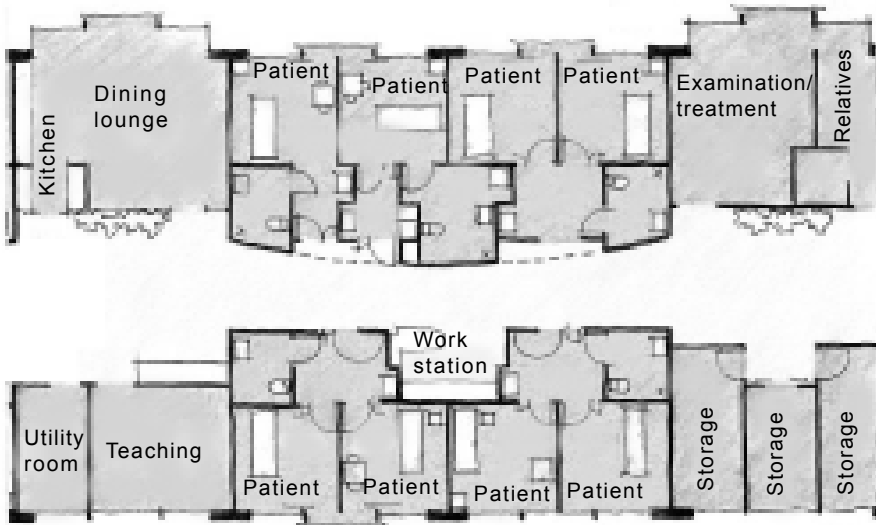 Patient
Patient
Patient
Patient
Dining
lounge
Kitchen
Examination/
treatment
Relatives
Work
station
Utility
room
Teaching
Patient
Patient
Patient
Patient
Storage
Storage
Storage